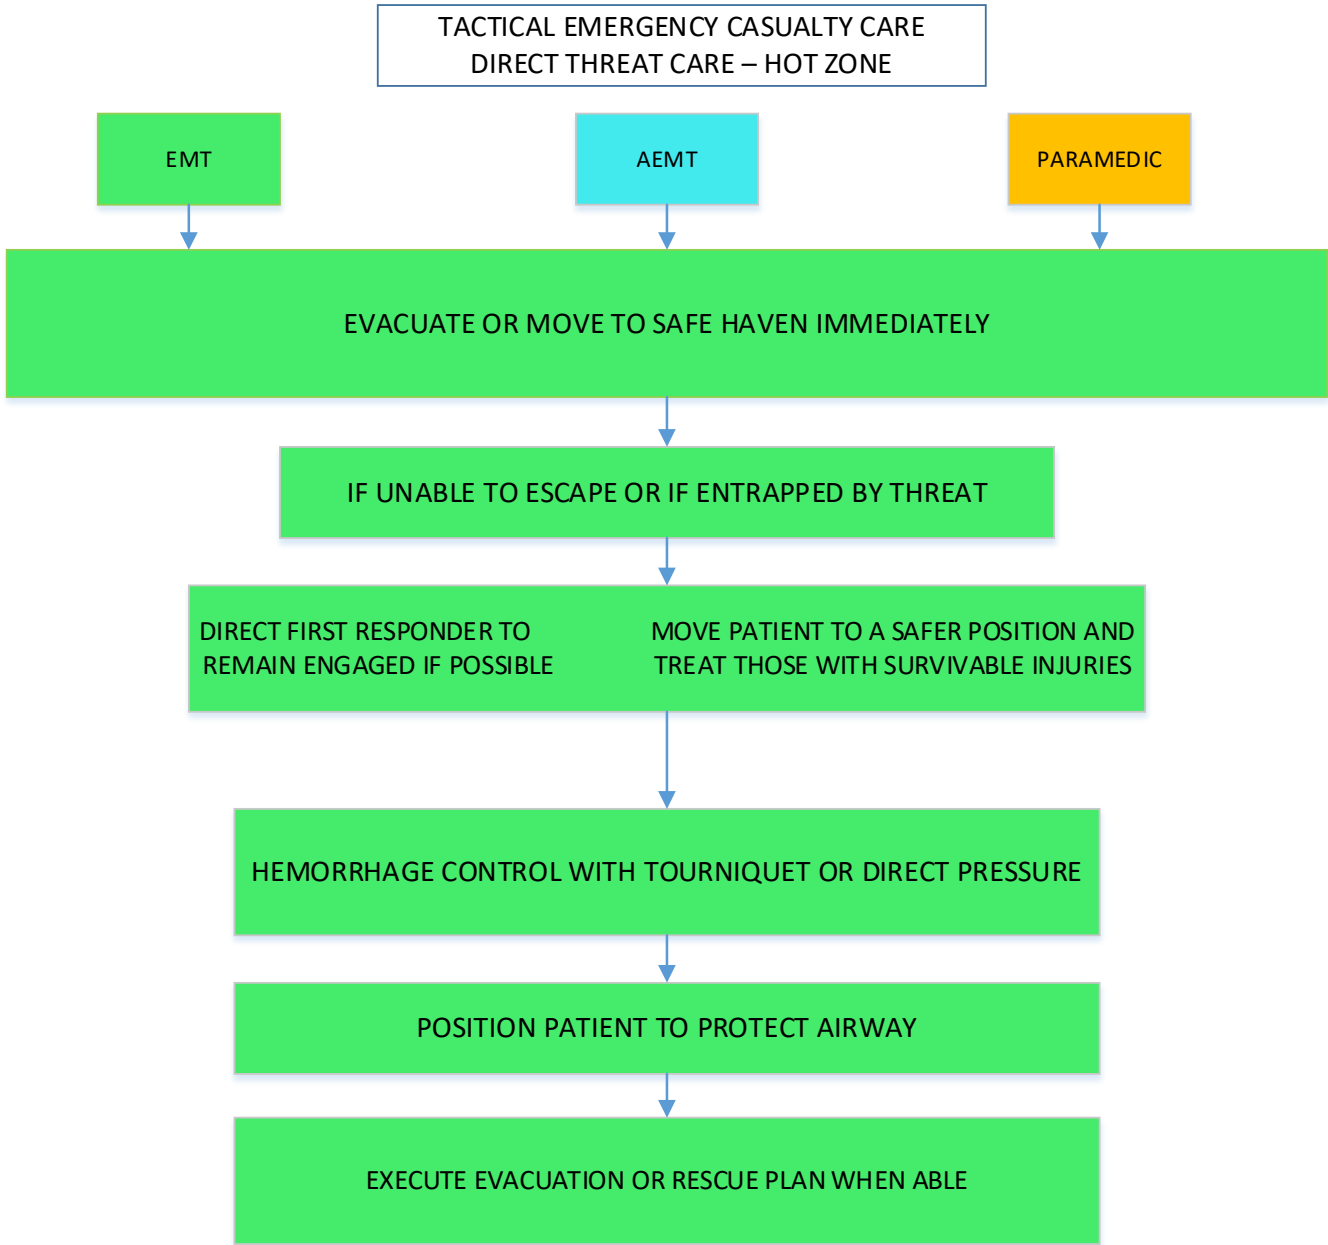 TACTICAL EMERGENCY CASUALTY CARE
DIRECT THREAT CARE – HOT ZONE
EMT
AEMT
PARAMEDIC
EVACUATE OR MOVE TO SAFE HAVEN IMMEDIATELY
IF UNABLE TO ESCAPE OR IF ENTRAPPED BY THREAT
DIRECT FIRST RESPONDER TO
REMAIN ENGAGED IF POSSIBLE
MOVE PATIENT TO A SAFER POSITION AND
TREAT THOSE WITH SURVIVABLE INJURIES
HEMORRHAGE CONTROL WITH TOURNIQUET OR DIRECT PRESSURE
POSITION PATIENT TO PROTECT AIRWAY
EXECUTE EVACUATION OR RESCUE PLAN WHEN ABLE